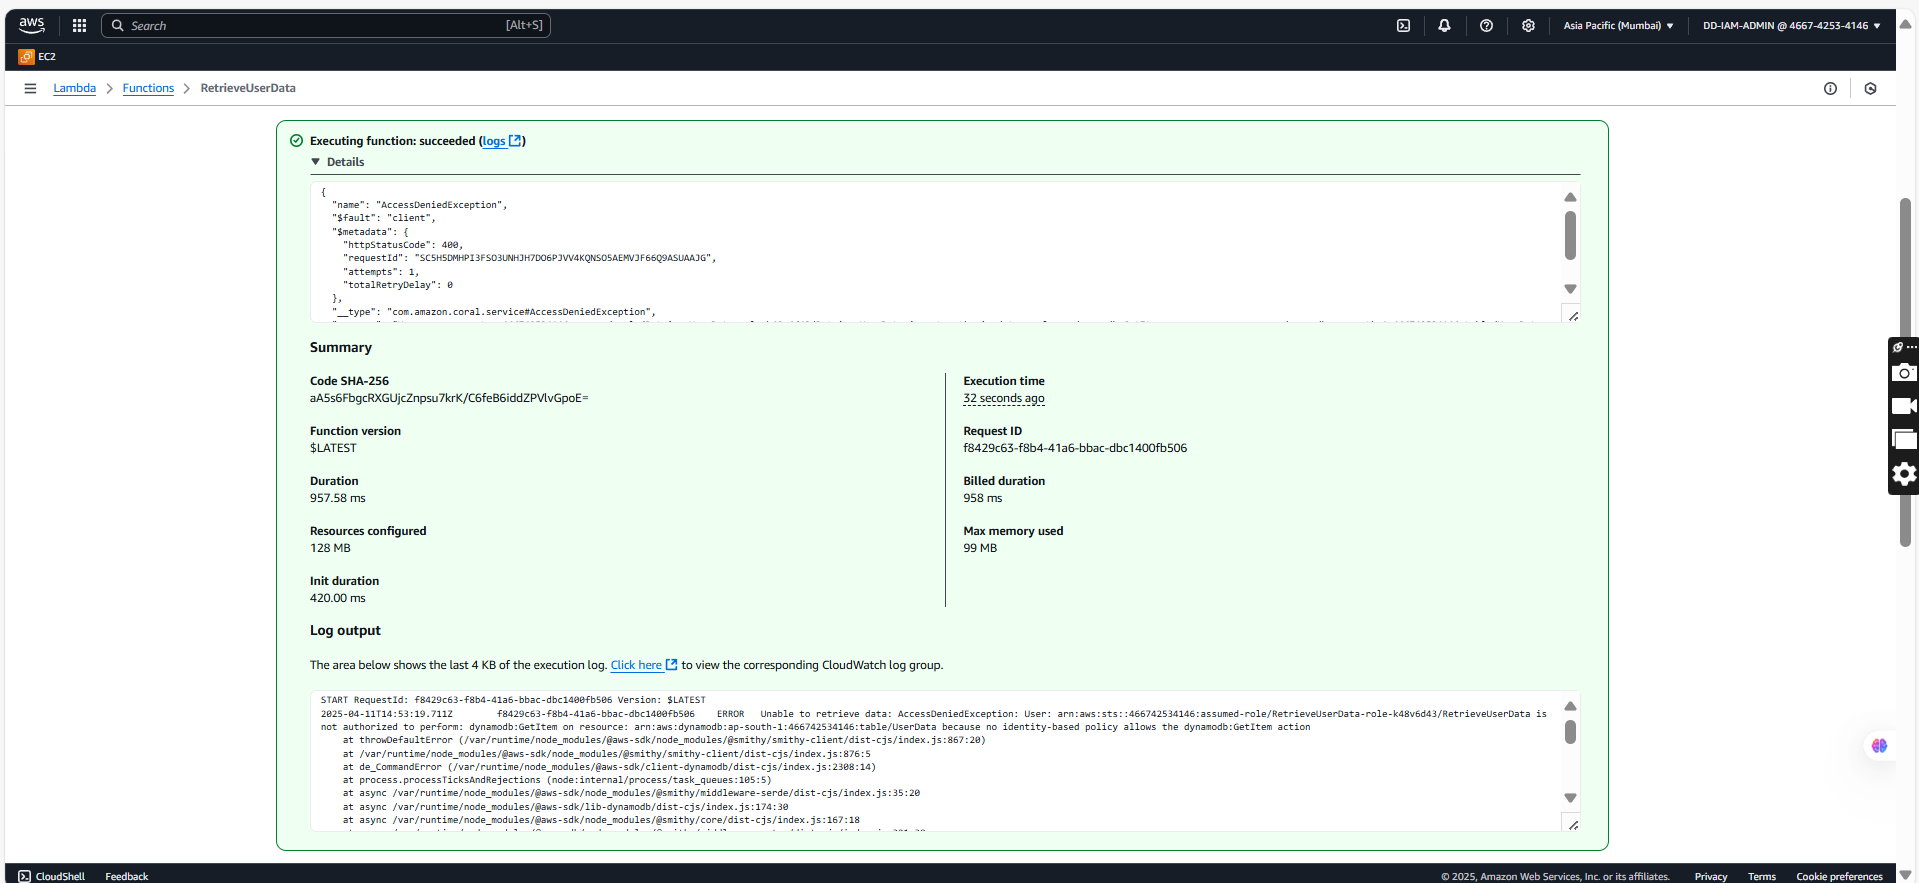 aws
Search [Alt+S]
Asia Pacific (Mumbai) ▼
DD-IAM-ADMIN @ 4667-4253-4146 ▼
EC2
Lambda > Functions > RetrieveUserData
Executing function: succeeded (logs)
▼ Details
{
"name": "AccessDeniedException",
"$fault": "client",
"$metadata": {
"httpStatusCode": 400,
"requestId": "SC5H5DMHPI3FSO3UNHJH7DO6PJVV4KQNSO5AEMVJF66Q9ASUAAJG",
"attempts": 1,
"totalRetryDelay": 0
},
"__type": "com.amazon.coral.service#AccessDeniedException",
Summary
Code SHA-256
aA5s6FbgcRXGUjcZnpsu7krK/C6feB6iddZPVlvGpoE=
Execution time
32 seconds ago
Function version
$LATEST
Request ID
f8429c63-f8b4-41a6-bbac-dbc1400fb506
Duration
957.58 ms
Billed duration
958 ms
Resources configured
128 MB
Max memory used
99 MB
Init duration
420.00 ms
Log output
The area below shows the last 4 KB of the execution log. Click here to view the corresponding CloudWatch log group.
START RequestId: f8429c63-f8b4-41a6-bbac-dbc1400fb506 Version: $LATEST
2025-04-11T14:53:19.711Z f8429c63-f8b4-41a6-bbac-dbc1400fb506 ERROR Unable to retrieve data: AccessDeniedException: User: arn:aws:sts::466742534146:assumed-role/RetrieveUserData-role-k48v6d43/RetrieveUserData is
not authorized to perform: dynamodb:GetItem on resource: arn:aws:dynamodb:ap-south-1:466742534146:table/UserData because no identity-based policy allows the dynamodb:GetItem action
at throwDefaultError (/var/runtime/node_modules/@aws-sdk/node_modules/@smithy/smithy-client/dist-cjs/index.js:867:20)
at /var/runtime/node_modules/@aws-sdk/node_modules/@smithy/smithy-client/dist-cjs/index.js:876:5
at de_CommandError (/var/runtime/node_modules/@aws-sdk/client-dynamodb/dist-cjs/index.js:2308:14)
at process.processTicksAndRejections (node:internal/process/task_queues:105:5)
at async /var/runtime/node_modules/@aws-sdk/node_modules/@smithy/middleware-serde/dist-cjs/index.js:35:20
at async /var/runtime/node_modules/@aws-sdk/lib-dynamodb/dist-cjs/index.js:174:30
at async /var/runtime/node_modules/@aws-sdk/node_modules/@smithy/core/dist-cjs/index.js:167:18
CloudShell Feedback
© 2025, Amazon Web Services, Inc. or its affiliates. Privacy Terms Cookie preferences